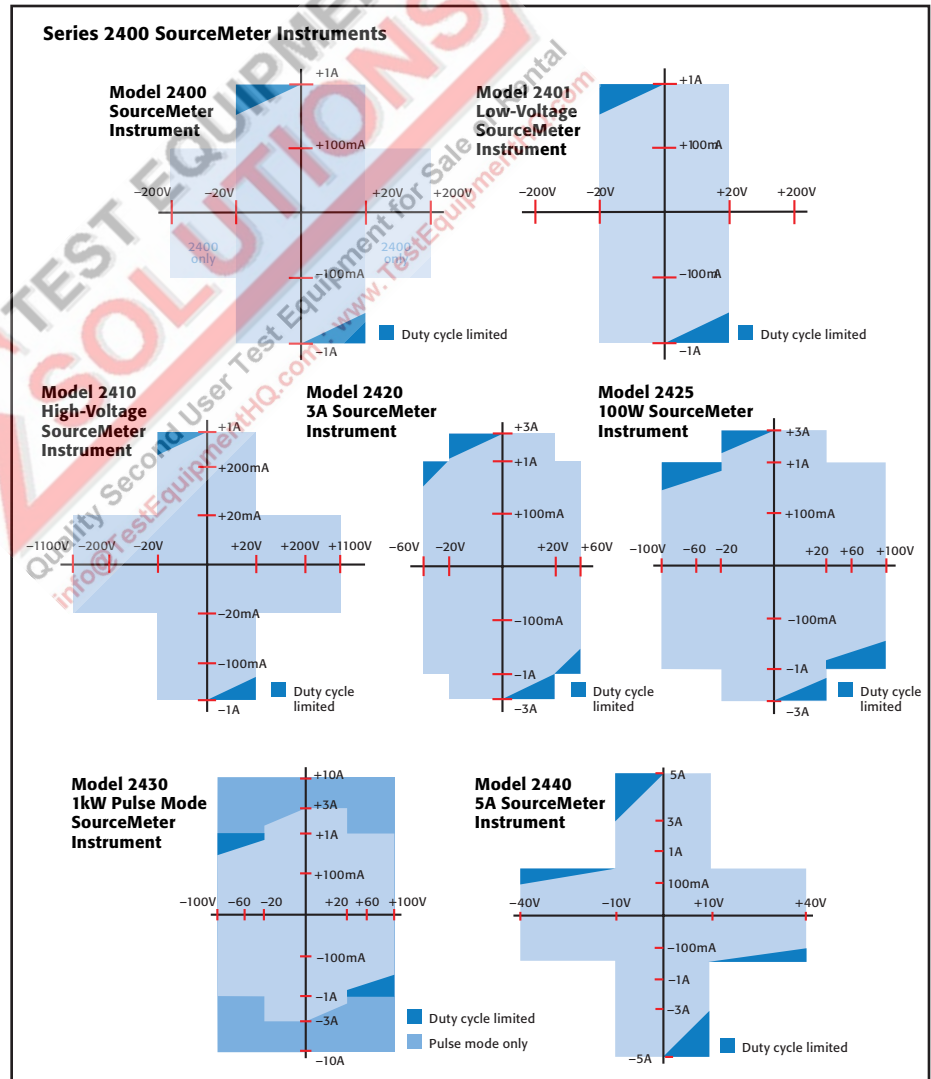 Series 2400 SourceMeter Instruments
Model 2400
SourceMeter
Instrument
+1A
+100mA
−200V
−20V
+20V
+200V
2400
only
2400
only
−100mA
−1A
Duty cycle limited
Model 2401
Low-Voltage
SourceMeter
Instrument
+1A
+100mA
−200V
−20V
+20V
+200V
−100mA
−1A
Duty cycle limited
Model 2410
High-Voltage
SourceMeter
Instrument
+1A
+200mA
+20mA
−1100V
−200V
−20V
+20V
+200V
+1100V
−20mA
−100mA
−1A
Duty cycle
limited
Model 2420
3A SourceMeter
Instrument
+3A
+1A
+100mA
−60V
−20V
+20V
+60V
−100mA
−1A
−3A
Duty cycle
limited
Model 2425
100W SourceMeter
Instrument
+3A
+1A
+100mA
−100V
−60
−20
+20
+60
+100V
−100mA
−1A
−3A
Duty cycle
limited
Model 2430
1kW Pulse Mode
SourceMeter
Instrument
+10A
+3A
+1A
+100mA
−100V
−60
−20
+20
+60
+100V
−100mA
−1A
−3A
−10A
Duty cycle limited
Pulse mode only
Model 2440
5A SourceMeter
Instrument
5A
3A
1A
100mA
−40V
−10V
+10V
+40V
−100mA
−1A
−3A
−5A
Duty cycle limited
TEST EQUIPMENT
SOLUTIONS
Quality Second User Test Equipment for Sale or Rental
info@TestEquipmentHQ.com : www.TestEquipmentHQ.com